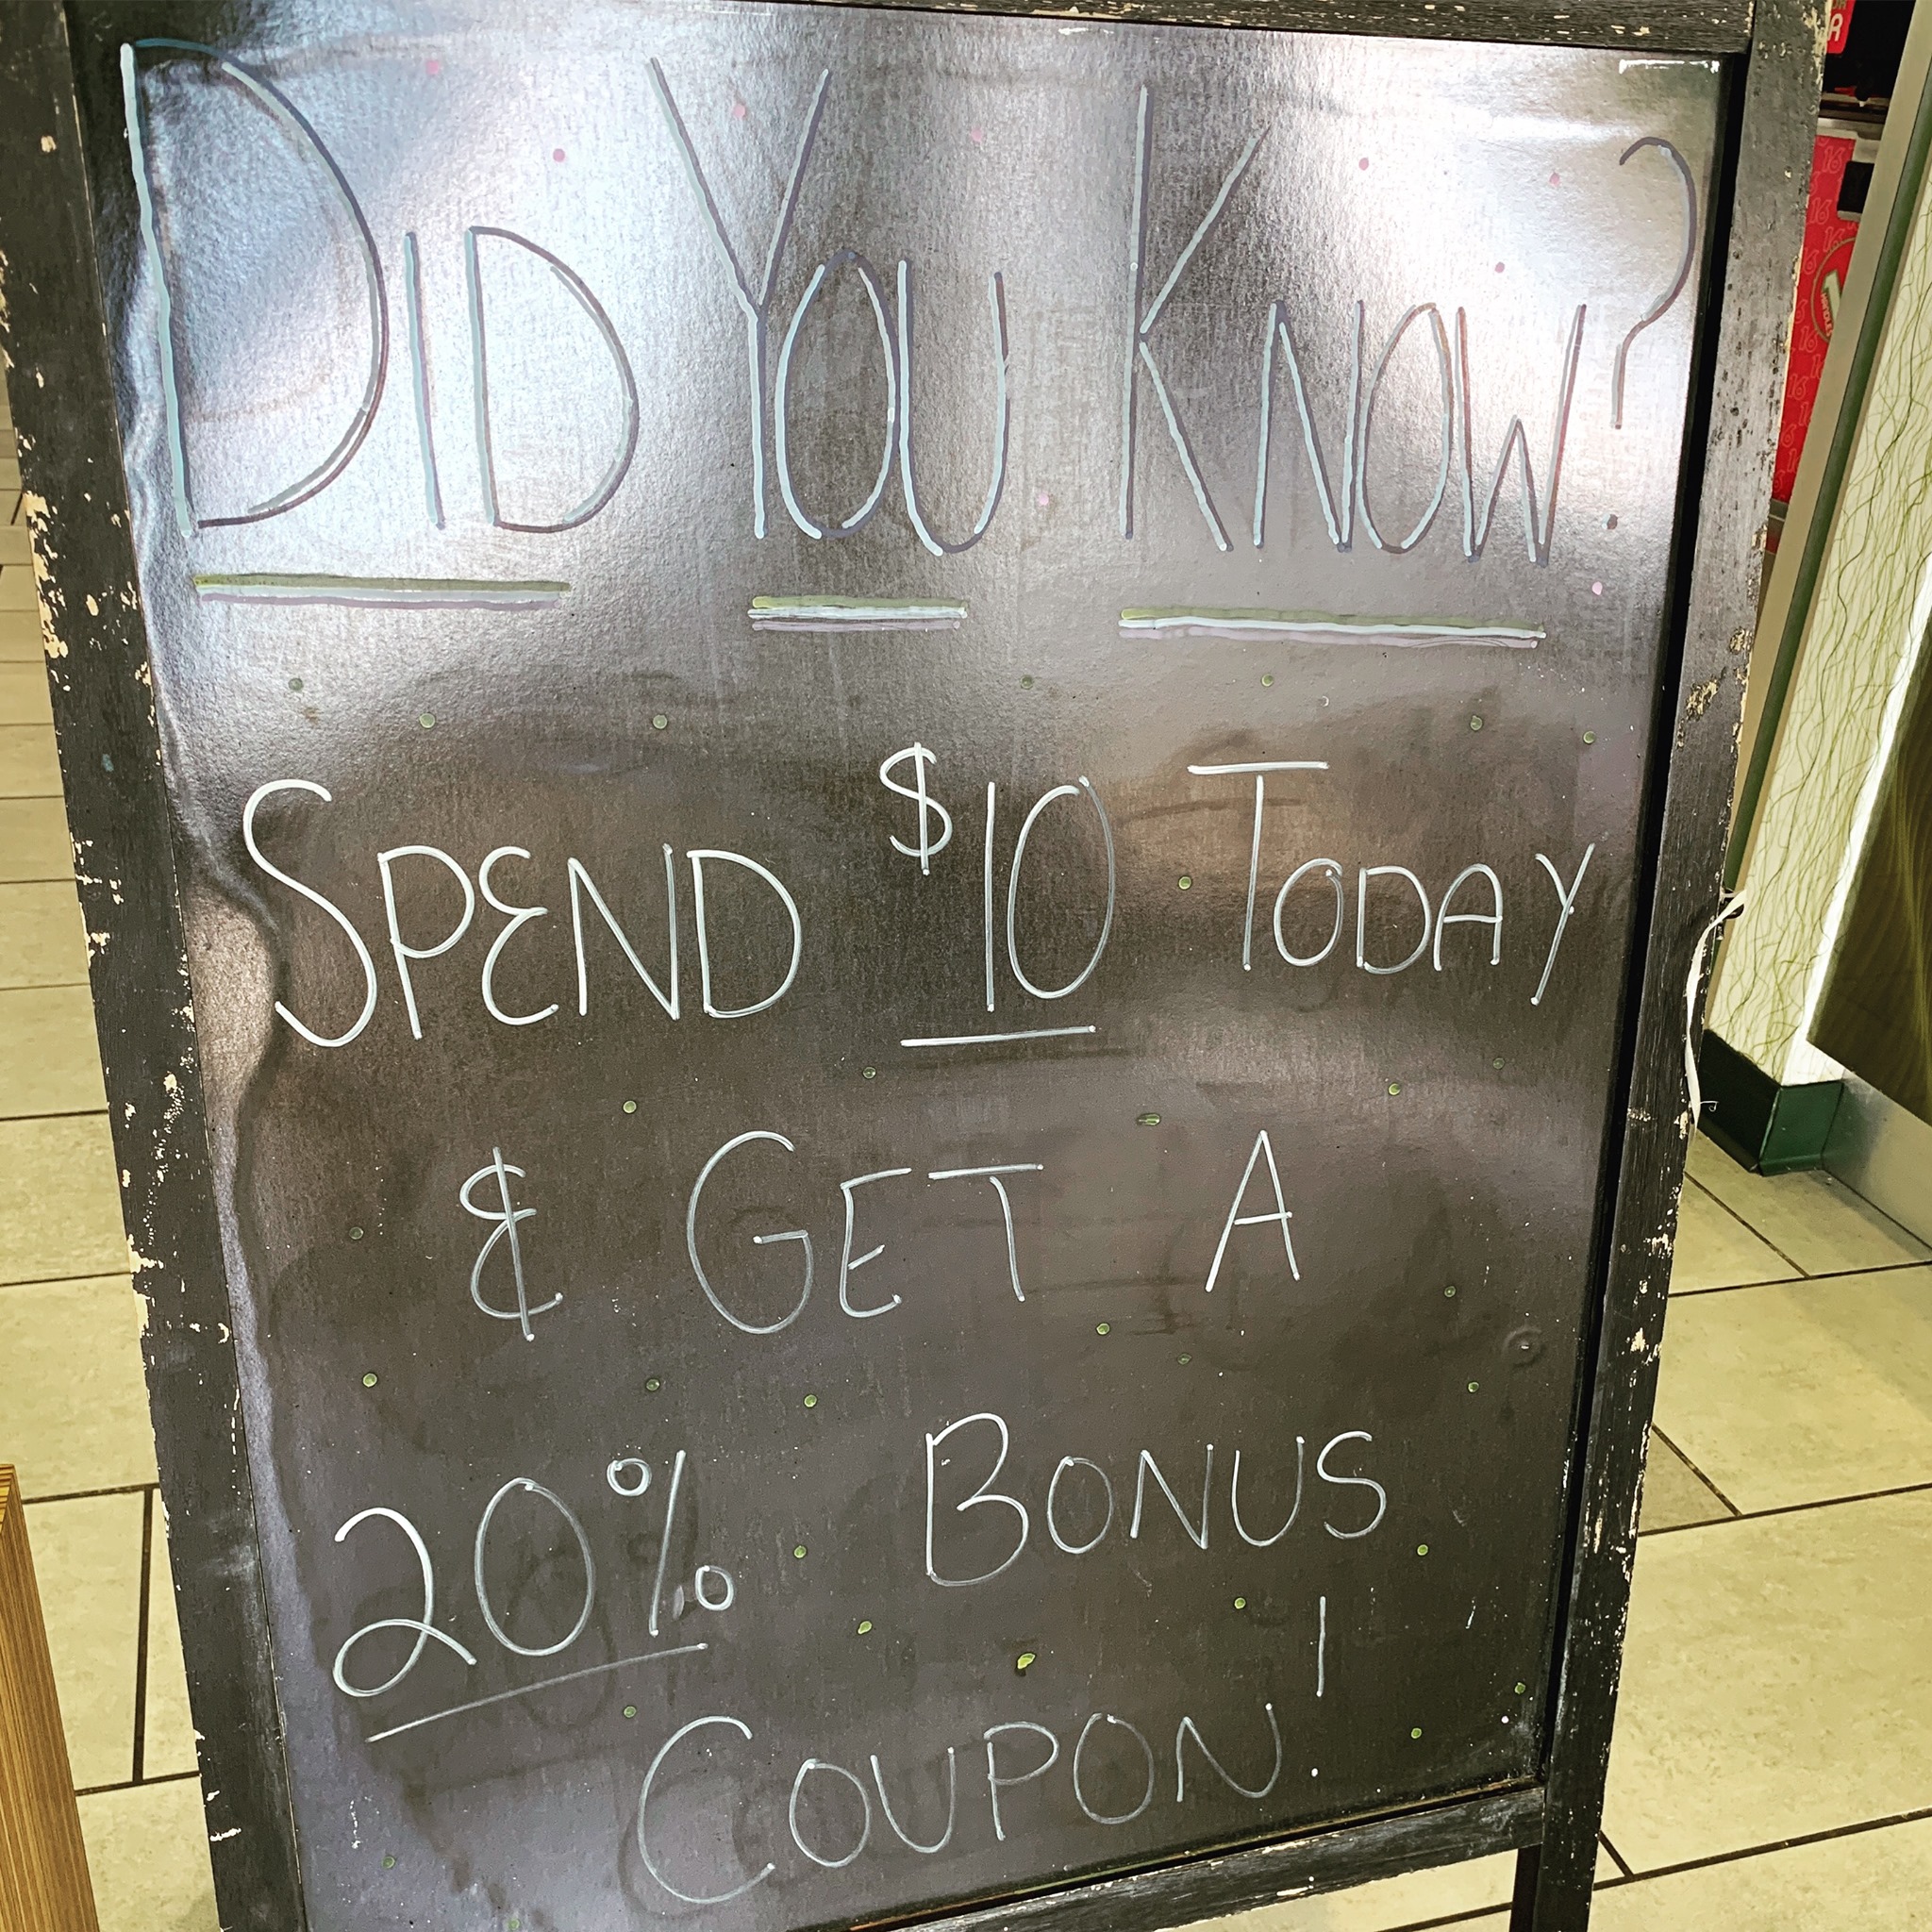 DID YOU KNOW?
SPEND $10 TODAY
& GET A
20% BONUS
COUPON!